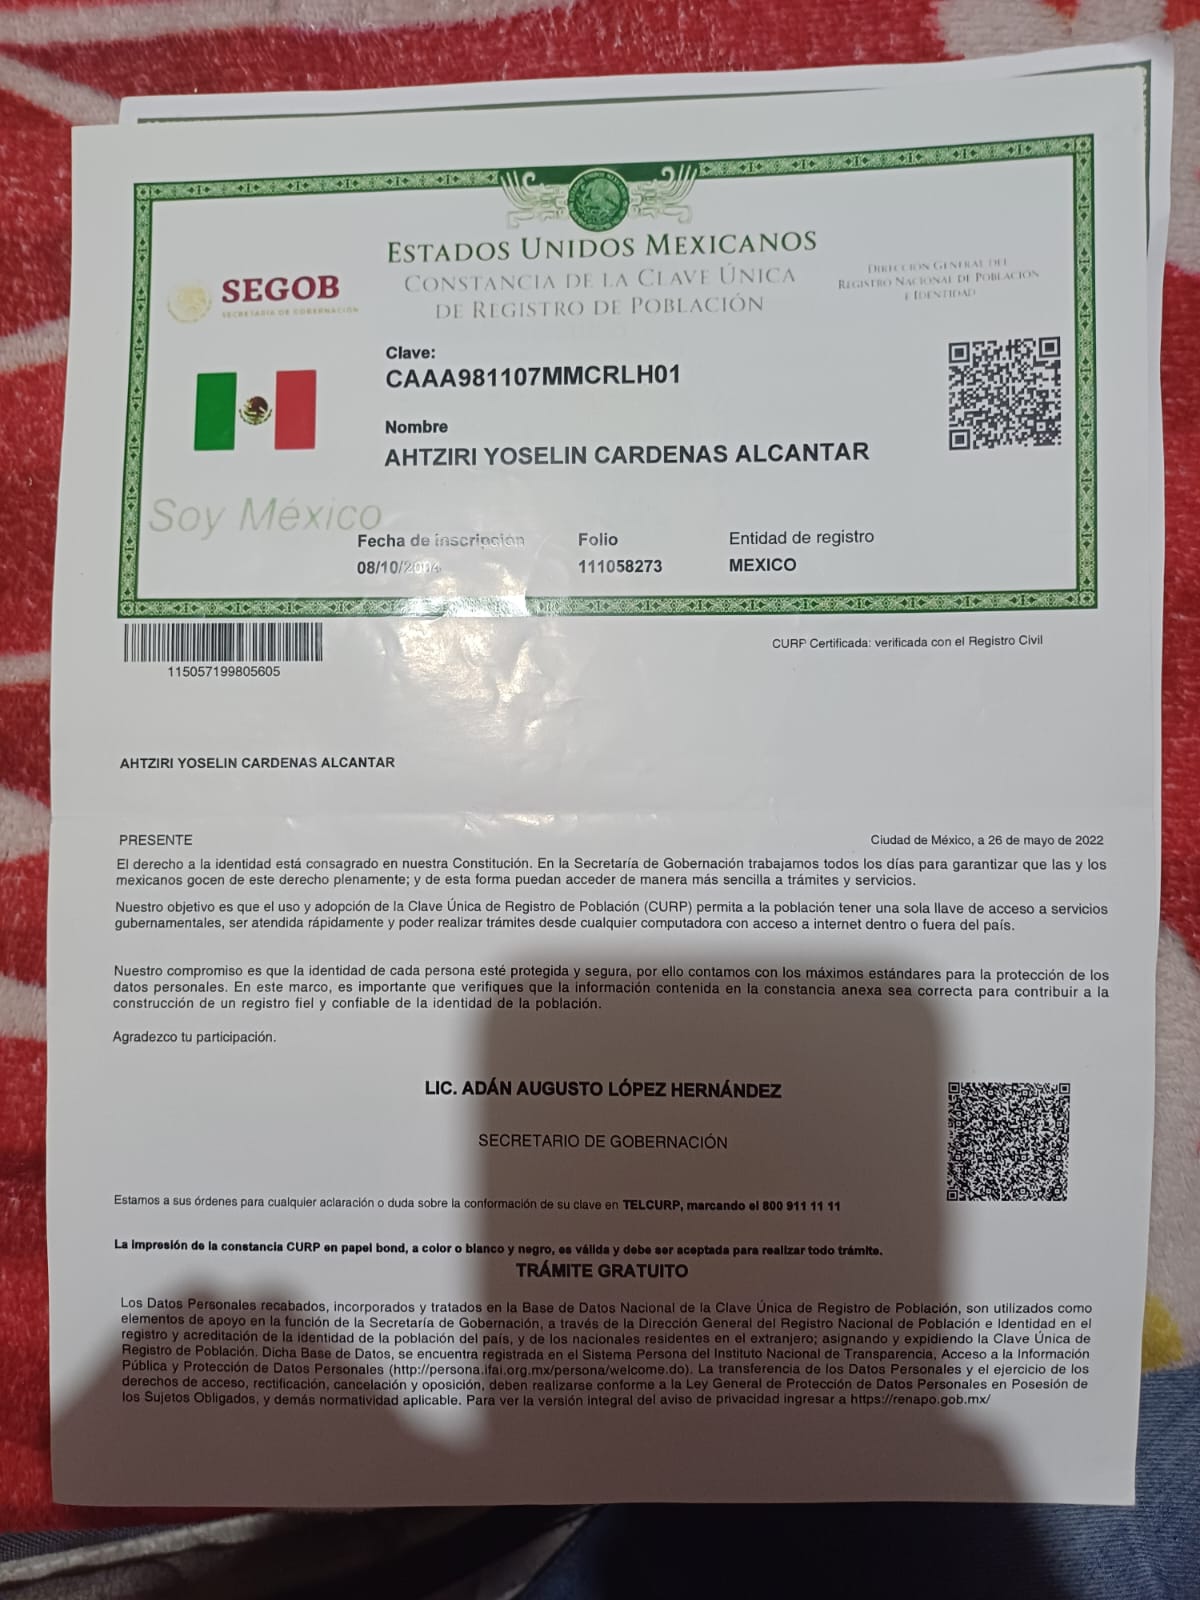 ESTADOS UNIDOS MEXICANOS
CONSTANCIA DE LA CLAVE ÚNICA
DE REGISTRO DE POBLACIÓN
SEGOB
SECRETARÍA DE GOBERNACIÓN
DIRECCIÓN GENERAL DEL
REGISTRO NACIONAL DE POBLACIÓN
E IDENTIDAD
Clave:
CAAA981107MMCRLH01
Nombre
AHTZIRI YOSELIN CARDENAS ALCANTAR
Soy México
Fecha de inscripción
08/10/2004
Folio
111058273
Entidad de registro
MEXICO
115057199805605
CURP Certificada: verificada con el Registro Civil
AHTZIRI YOSELIN CARDENAS ALCANTAR
PRESENTE
Ciudad de México, a 26 de mayo de 2022
El derecho a la identidad está consagrado en nuestra Constitución. En la Secretaría de Gobernación trabajamos todos los días para garantizar que las y los
mexicanos gocen de este derecho plenamente; y de esta forma puedan acceder de manera más sencilla a trámites y servicios.
Nuestro objetivo es que el uso y adopción de la Clave Única de Registro de Población (CURP) permita a la población tener una sola llave de acceso a servicios
gubernamentales, ser atendida rápidamente y poder realizar trámites desde cualquier computadora con acceso a internet dentro o fuera del país.
Nuestro compromiso es que la identidad de cada persona esté protegida y segura, por ello contamos con los máximos estándares para la protección de los
datos personales. En este marco, es importante que verifiques que la información contenida en la constancia anexa sea correcta para contribuir a la
construcción de un registro fiel y confiable de la identidad de la población.
Agradezco tu participación.
LIC. ADÁN AUGUSTO LÓPEZ HERNÁNDEZ
SECRETARIO DE GOBERNACIÓN
Estamos a sus órdenes para cualquier aclaración o duda sobre la conformación de su clave en TELCURP, marcando el 800 911 11 11
La impresión de la constancia CURP en papel bond, a color o blanco y negro, es válida y debe ser aceptada para realizar todo trámite.
TRÁMITE GRATUITO
Los Datos Personales recabados, incorporados y tratados en la Base de Datos Nacional de la Clave Única de Registro de Población, son utilizados como
elementos de apoyo en la función de la Secretaría de Gobernación, a través de la Dirección General del Registro Nacional de Población e Identidad en el
registro y acreditación de la identidad de la población del país, y de los nacionales residentes en el extranjero; asignando y expidiendo la Clave Única de
Registro de Población. Dicha Base de Datos, se encuentra registrada en el Sistema Persona del Instituto Nacional de Transparencia, Acceso a la Información
Pública y Protección de Datos Personales (http://persona.ifai.org.mx/persona/welcome.do). La transferencia de los Datos Personales y el ejercicio de los
derechos de acceso, rectificación, cancelación y oposición, deben realizarse conforme a la Ley General de Protección de Datos Personales en Posesión de
los Sujetos Obligados, y demás normatividad aplicable. Para ver la versión integral del aviso de privacidad ingresar a https://renapo.gob.mx/